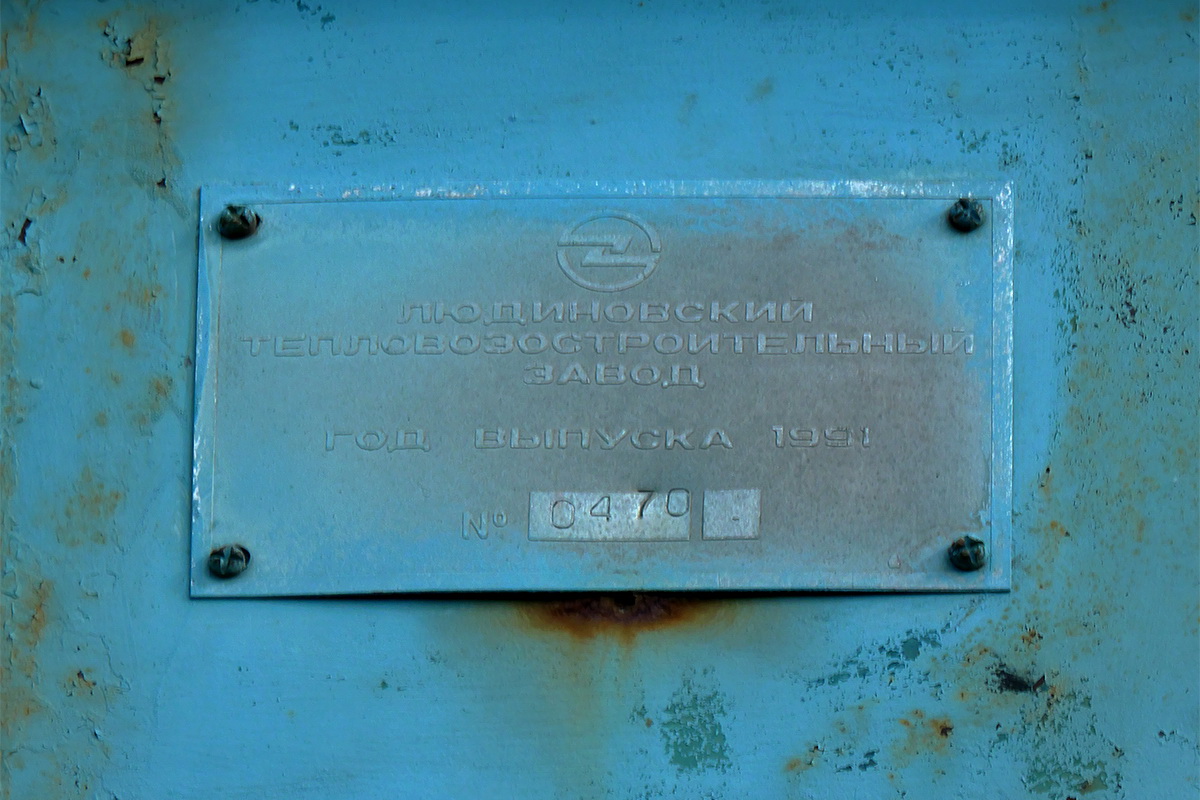 ЛЮДИНОВСКИЙ
ТЕПЛОВОЗОСТРОИТЕЛЬНЫЙ
ЗАВОД
ГОД ВЫПУСКА 1991
№ 0470